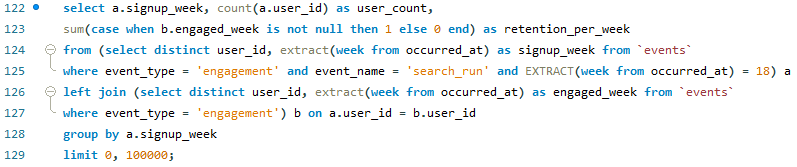 122 select a.signup_week, count(a.user_id) as user_count,
123 sum(case when b.engaged_week is not null then 1 else 0 end) as retention_per_week
124 from (select distinct user_id, extract(week from occurred_at) as signup_week from `events`
125 where event_type = 'engagement' and event_name = 'search_run' and EXTRACT(week from occurred_at) = 18) a
126 left join (select distinct user_id, extract(week from occurred_at) as engaged_week from `events`
127 where event_type = 'engagement') b on a.user_id = b.user_id
128 group by a.signup_week
129 limit 0, 100000;